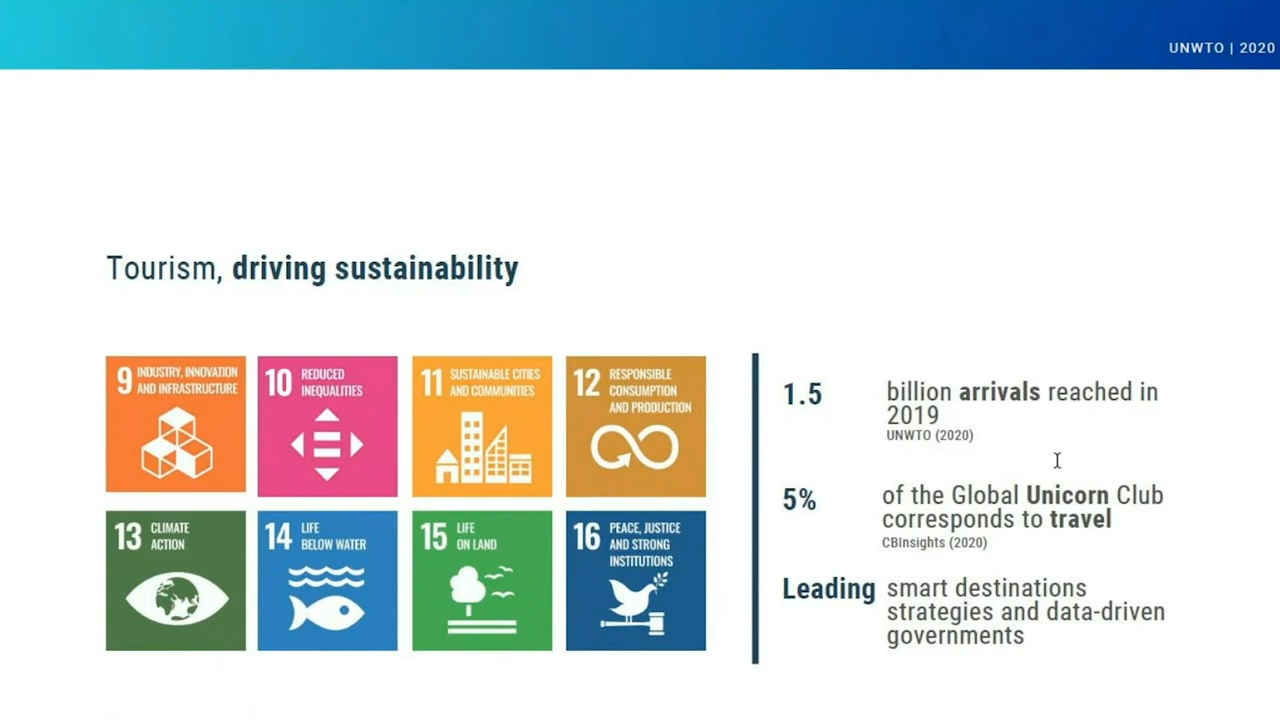 UNWTO | 2020
Tourism, driving sustainability
9 INDUSTRY, INNOVATION
AND INFRASTRUCTURE
10 REDUCED
INEQUALITIES
11 SUSTAINABLE CITIES
AND COMMUNITIES
12 RESPONSIBLE
CONSUMPTION
AND PRODUCTION
13 CLIMATE
ACTION
14 LIFE
BELOW WATER
15 LIFE
ON LAND
16 PEACE, JUSTICE
AND STRONG
INSTITUTIONS
1.5 billion arrivals reached in
2019
UNWTO (2020)
5% of the Global Unicorn Club
corresponds to travel
CBInsights (2020)
Leading smart destinations
strategies and data-driven
governments